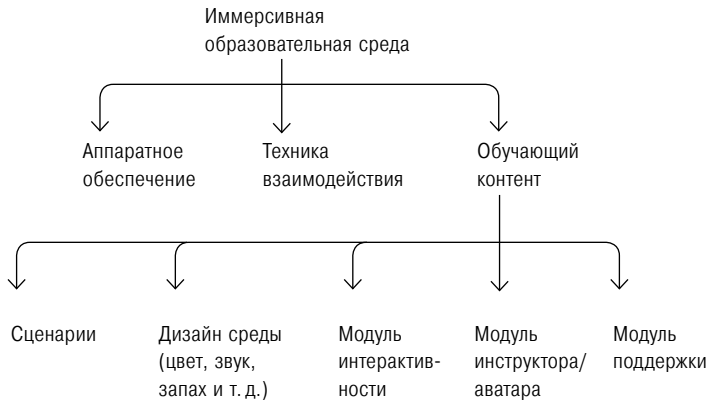 Иммерсивная
образовательная среда
Аппаратное
обеспечение
Техника
взаимодействия
Обучающий
контент
Сценарии
Дизайн среды
(цвет, звук,
запах и т. д.)
Модуль
интерактив-
ности
Модуль
инструктора/
аватара
Модуль
поддержки